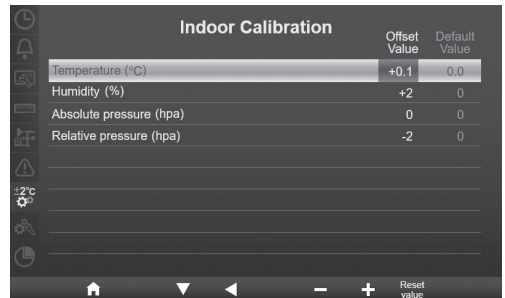 Indoor Calibration
Offset Value
Default Value
Temperature (°C) +0.1 0.0
Humidity (%) +2 0
Absolute pressure (hpa) 0 0
Relative pressure (hpa) -2 0
±2°C
Reset value